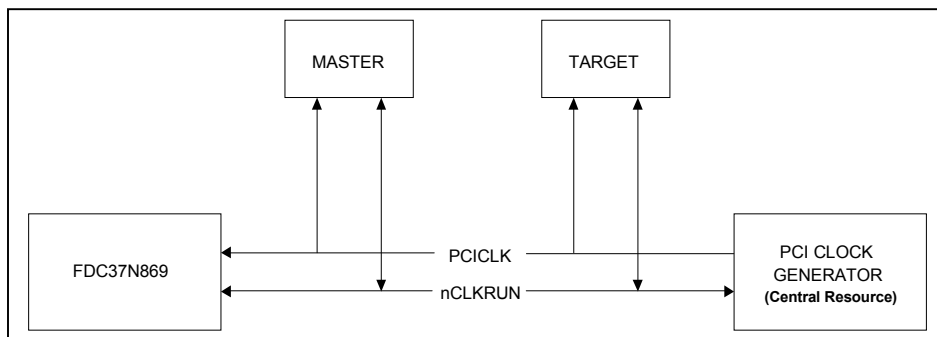 MASTER
TARGET
FDC37N869
PCICLK
nCLKRUN
PCI CLOCK
GENERATOR
(Central Resource)